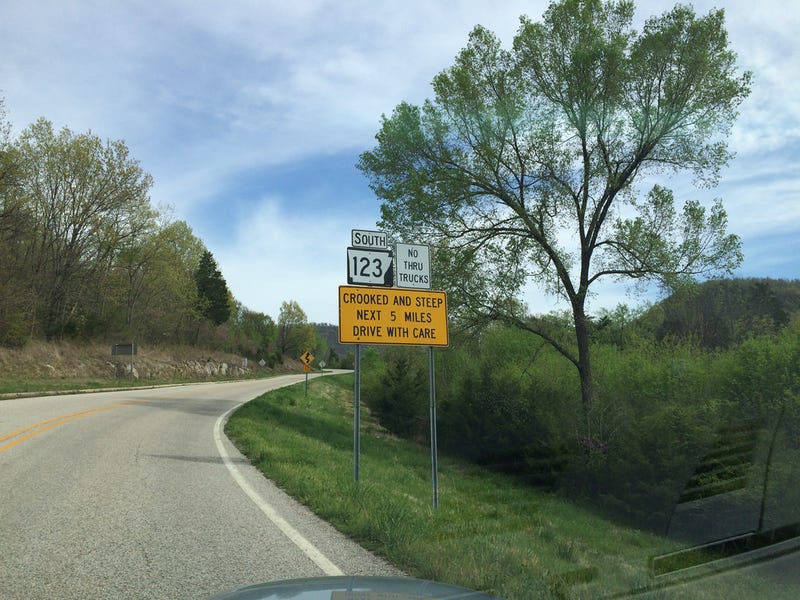 SOUTH
123
NO
THRU
TRUCKS
CROOKED AND STEEP
NEXT 5 MILES
DRIVE WITH CARE